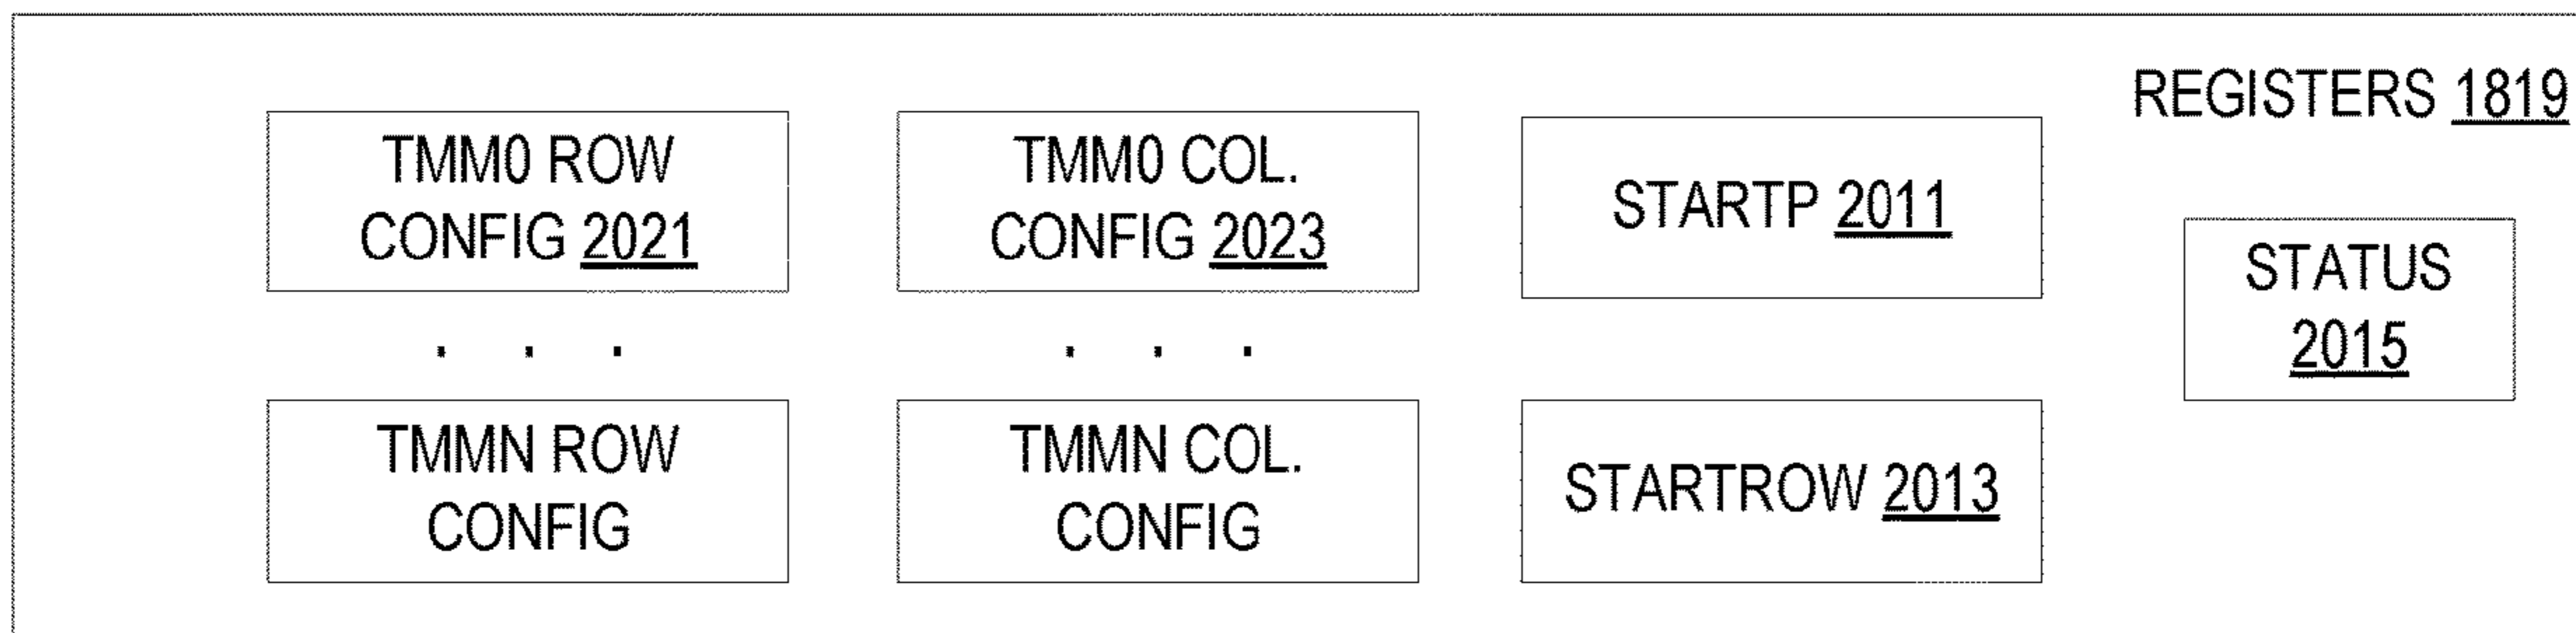 REGISTERS 1819
TMM0 ROW
CONFIG 2021
TMM0 COL.
CONFIG 2023
STARTP 2011
STATUS
2015
. . .
. . .
TMMN ROW
CONFIG
TMMN COL.
CONFIG
STARTROW 2013